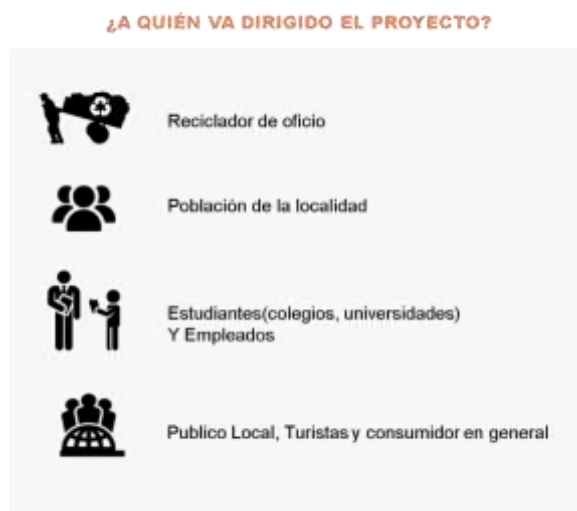 ¿A QUIÉN VA DIRIGIDO EL PROYECTO?
Reciclador de oficio
Población de la localidad
Estudiantes(colegios, universidades)
Y Empleados
Publico Local, Turistas y consumidor en general